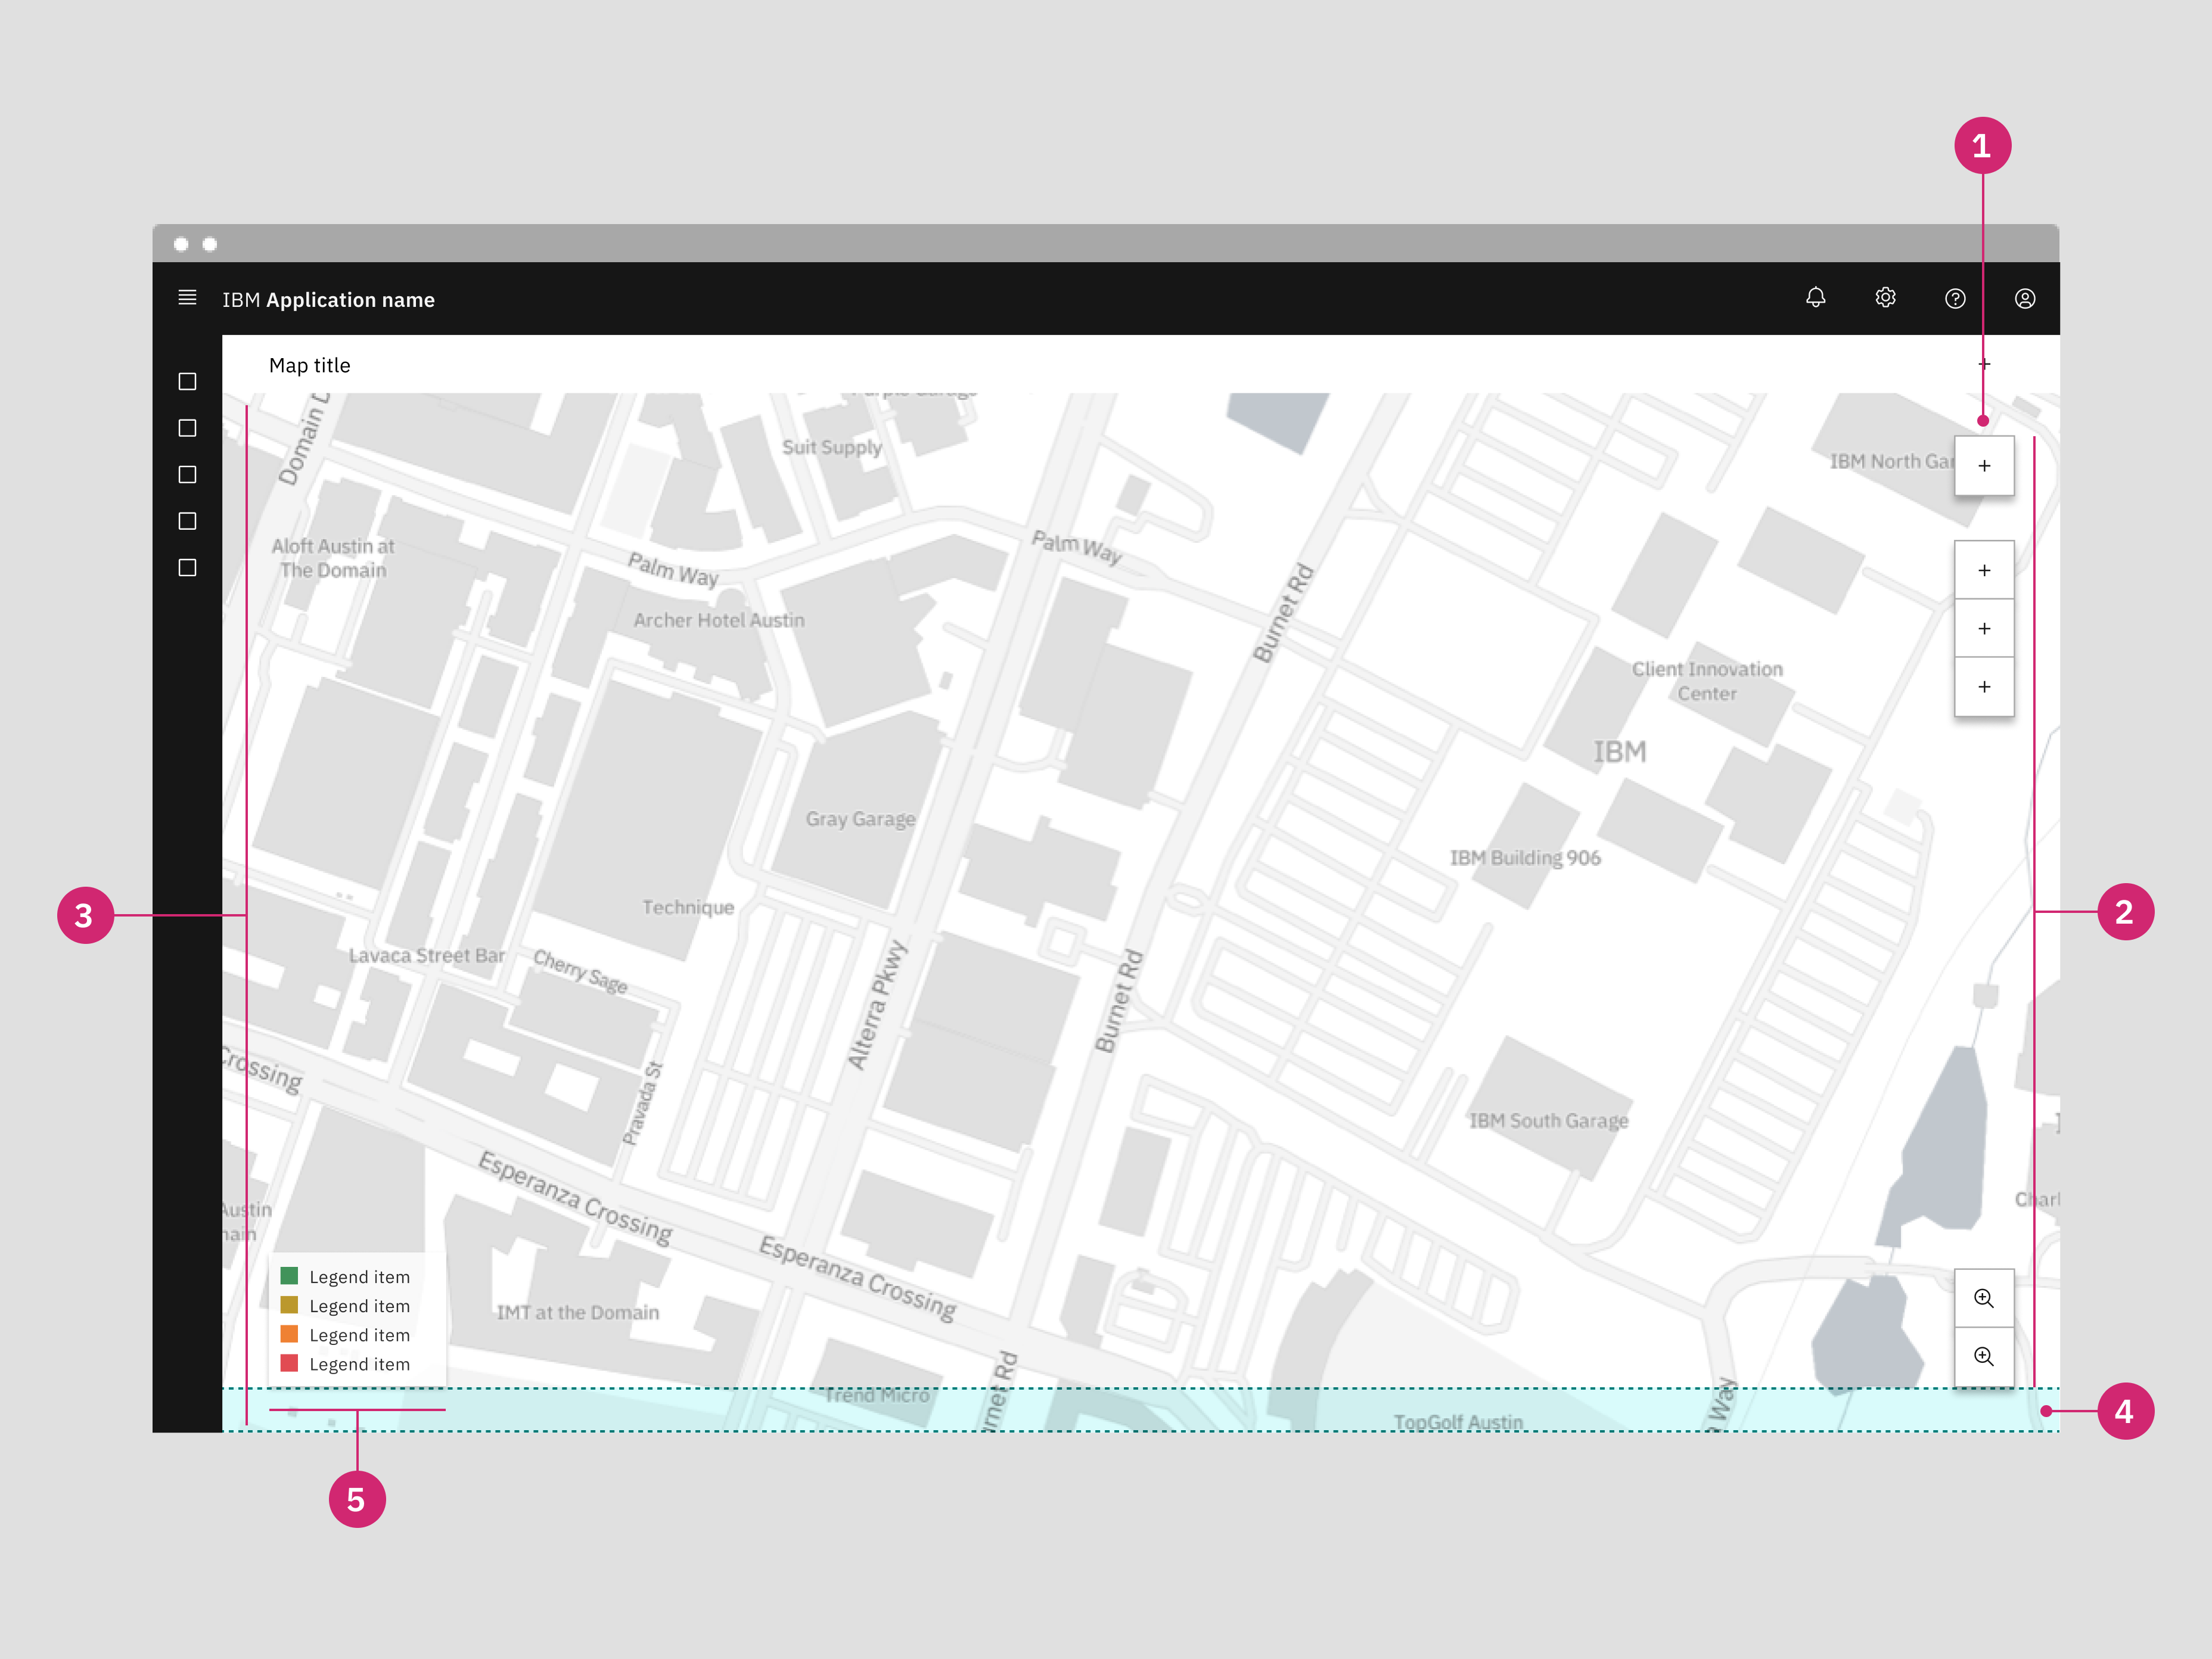 1
IBM Application name
Map title
Domain
Suit Supply
IBM North Gar
Aloft Austin at
The Domain
Palm Way
Palm Way
Burnet Rd
Archer Hotel Austin
Client Innovation
Center
IBM
Gray Garage
IBM Building 906
Technique
3
2
Lavaca Street Bar
Cherry Sage
Alterra Pkwy
Burnet Rd
Crossing
Pravada St
IBM South Garage
Esperanza Crossing
Austin
Esperanza Crossing
Legend item
IMT at the Domain
Legend item
Legend item
Legend item
Trend Micro
Rd
Way
TopGolf Austin
4
5